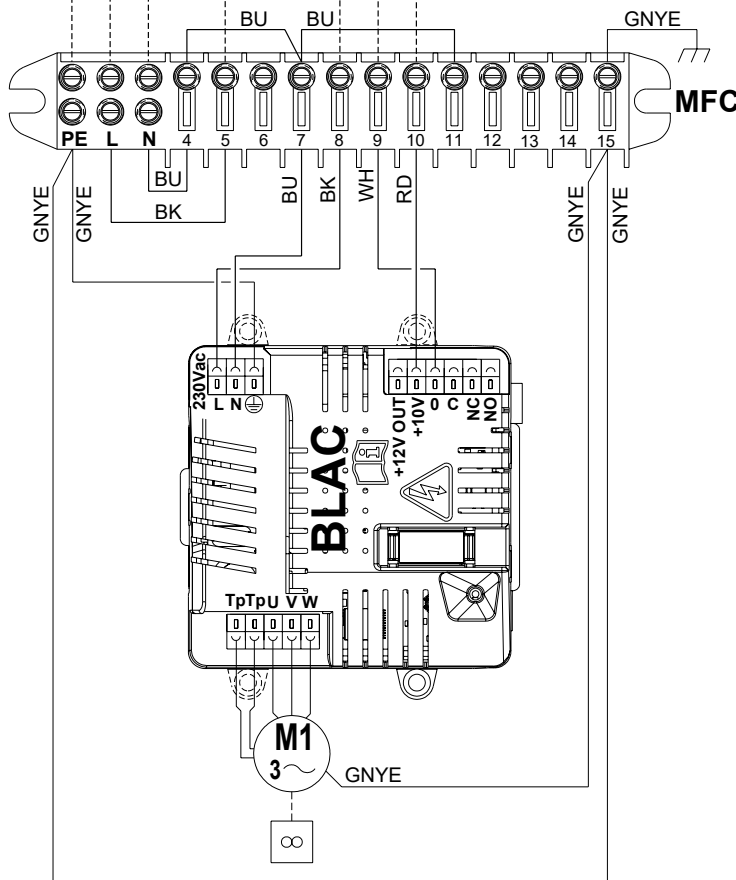 BU BU GNYE
MFC
PE L N 4 5 6 7 8 9 10 11 12 13 14 15
BU
BK
GNYE
GNYE
BU
BK
WH
RD
GNYE
GNYE
230Vac
L N
+12V OUT
+10V
0
C
NC
NO
BLAC
i
TpTpU V W
M1
3~
GNYE
8